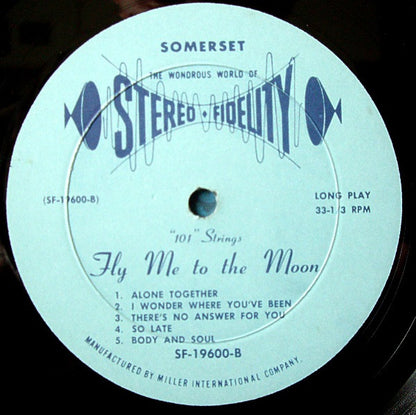 SOMERSET
THE WONDROUS WORLD OF
STEREO • FIDELITY
(SF-19600-B)
LONG PLAY
33-1/3 RPM
"101" Strings
Fly Me to the Moon
1. ALONE TOGETHER
2. I WONDER WHERE YOU'VE BEEN
3. THERE'S NO ANSWER FOR YOU
4. SO LATE
5. BODY AND SOUL
SF-19600-B
MANUFACTURED BY MILLER INTERNATIONAL COMPANY.